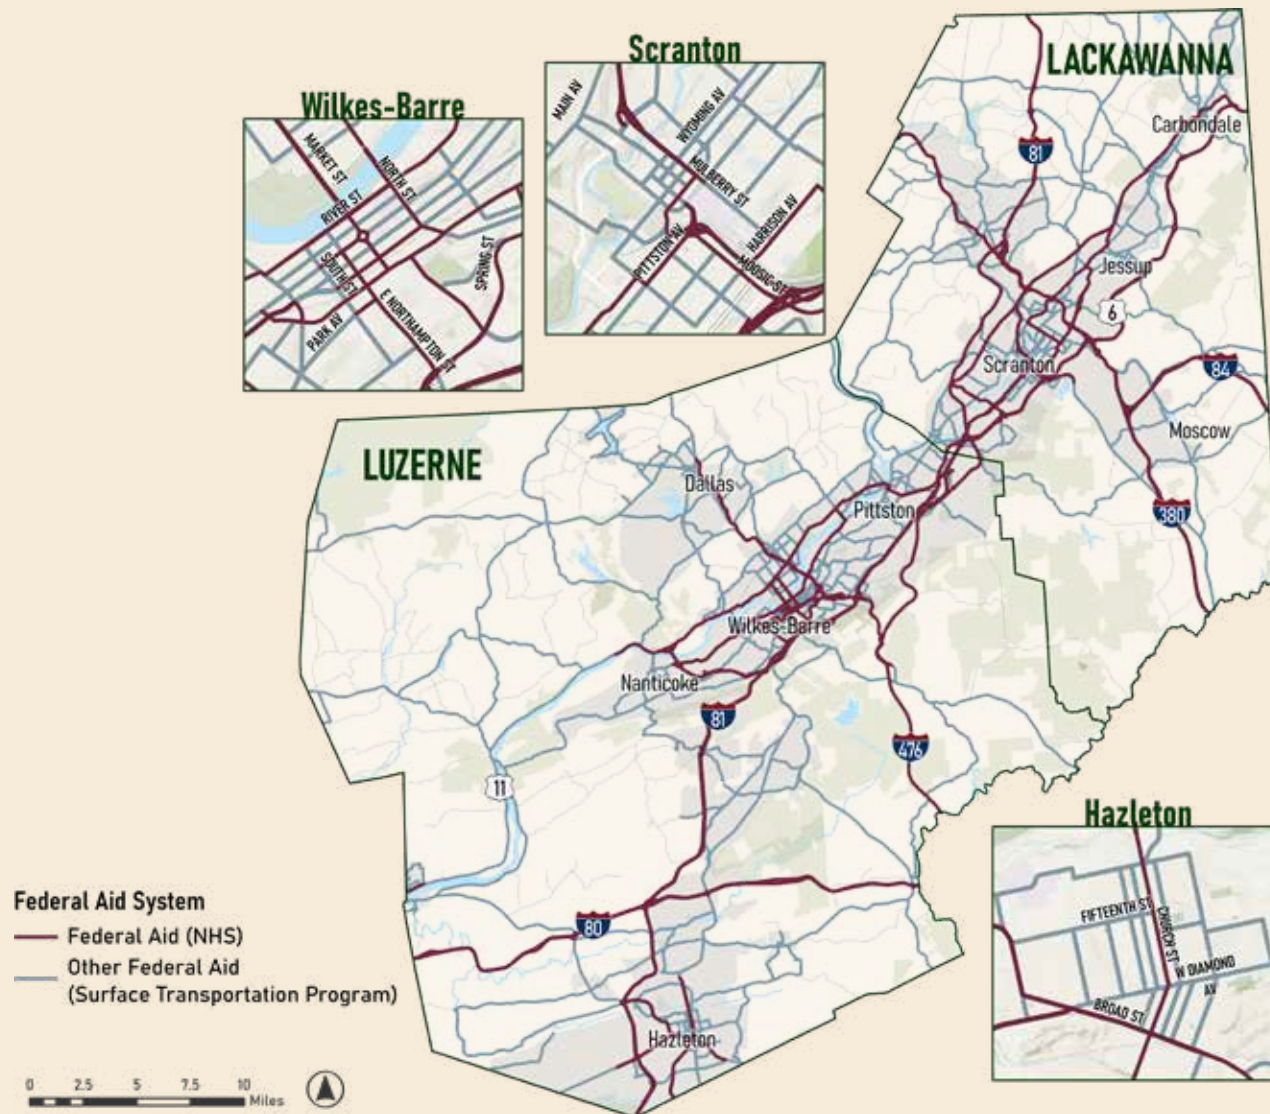 Scranton
MAIN AV
WYOMING AV
MULBERRY ST
HARRISON AV
PITTSTON AV
MOOSIC ST
Wilkes-Barre
MARKET ST
NORTH ST
RIVER ST
SOUTH ST
SPRING ST
PARK AV
E NORTHAMPTON ST
LACKAWANNA
Carbondale
81
Jessup
6
Scranton
84
Moscow
380
LUZERNE
Dallas
Pittston
Wilkes-Barre
Nanticoke
81
476
11
80
Hazleton
Hazleton
FIFTEENTH ST
CHURCH ST
W DIAMOND
AV
BROAD ST
Federal Aid System
Federal Aid (NHS)
Other Federal Aid
(Surface Transportation Program)
0 2.5 5 7.5 10
Miles